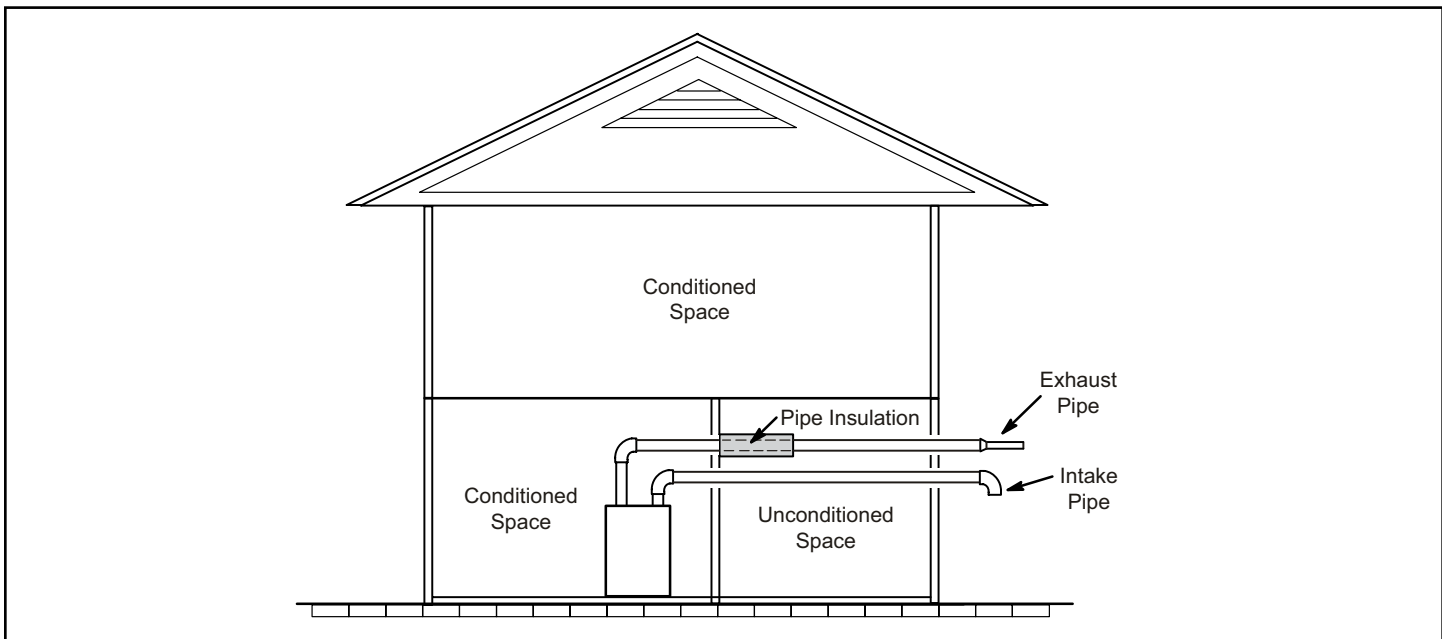 Conditioned
Space
Exhaust
Pipe
Pipe Insulation
Intake
Pipe
Conditioned
Space
Unconditioned
Space